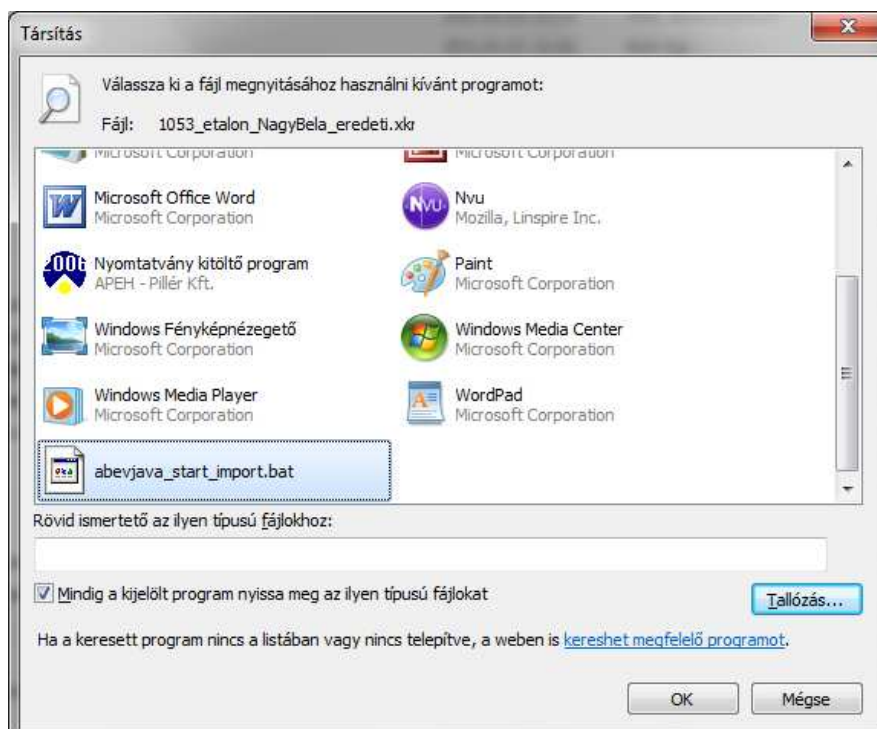 Társítás
Válassza ki a fájl megnyitásához használni kívánt programot:
Fájl: 1053_etalon_NagyBela_eredeti.xkr
Microsoft Corporation
Microsoft Corporation
Microsoft Office Word
Microsoft Corporation
Nvu
Mozilla, Linspire Inc.
Nyomtatvány kitöltő program
APEH - Pillér Kft.
Paint
Microsoft Corporation
Windows Fényképnézegető
Microsoft Corporation
Windows Media Center
Microsoft Corporation
Windows Media Player
Microsoft Corporation
WordPad
Microsoft Corporation
abevjava_start_import.bat
Rövid ismertető az ilyen típusú fájlokhoz:
Mindig a kijelölt program nyissa meg az ilyen típusú fájlokat
Tallózás...
Ha a keresett program nincs a listában vagy nincs telepítve, a weben is kereshet megfelelő programot.
OK
Mégse